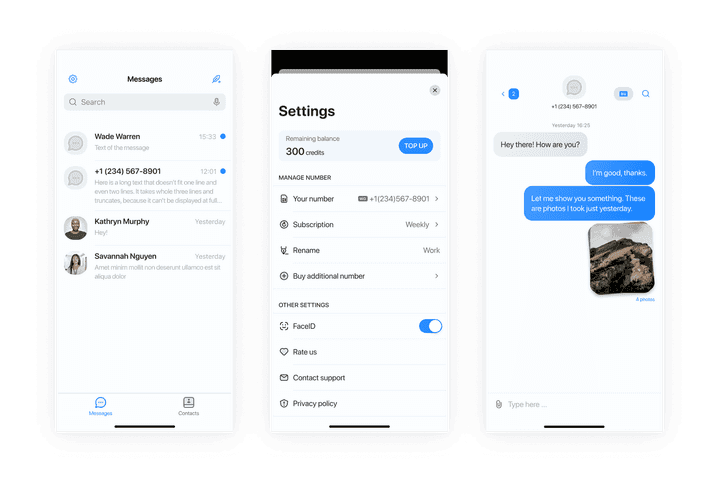 Messages
Search
Wade Warren
15:33
Text of the message
+1 (234) 567-8901
12:01
Here is a long text that doesn't fit one line and
even two lines. It takes whole three lines and
truncates, because it can't be displayed at full...
Kathryn Murphy
Yesterday
Hey!
Savannah Nguyen
Yesterday
Amet minim mollit non deserunt ullamco est sit
aliqua dolor
Messages
Contacts
Settings
Remaining balance
300 credits
TOP UP
MANAGE NUMBER
Your number
+1(234)567-8901
Subscription
Weekly
Rename
Work
Buy additional number
OTHER SETTINGS
FaceID
Rate us
Contact support
Privacy policy
2
+1 (234) 567-8901
Yesterday 16:25
Hey there! How are you?
I'm good, thanks.
Let me show you something. These
are photos I took just yesterday.
4 photos
Type here ...